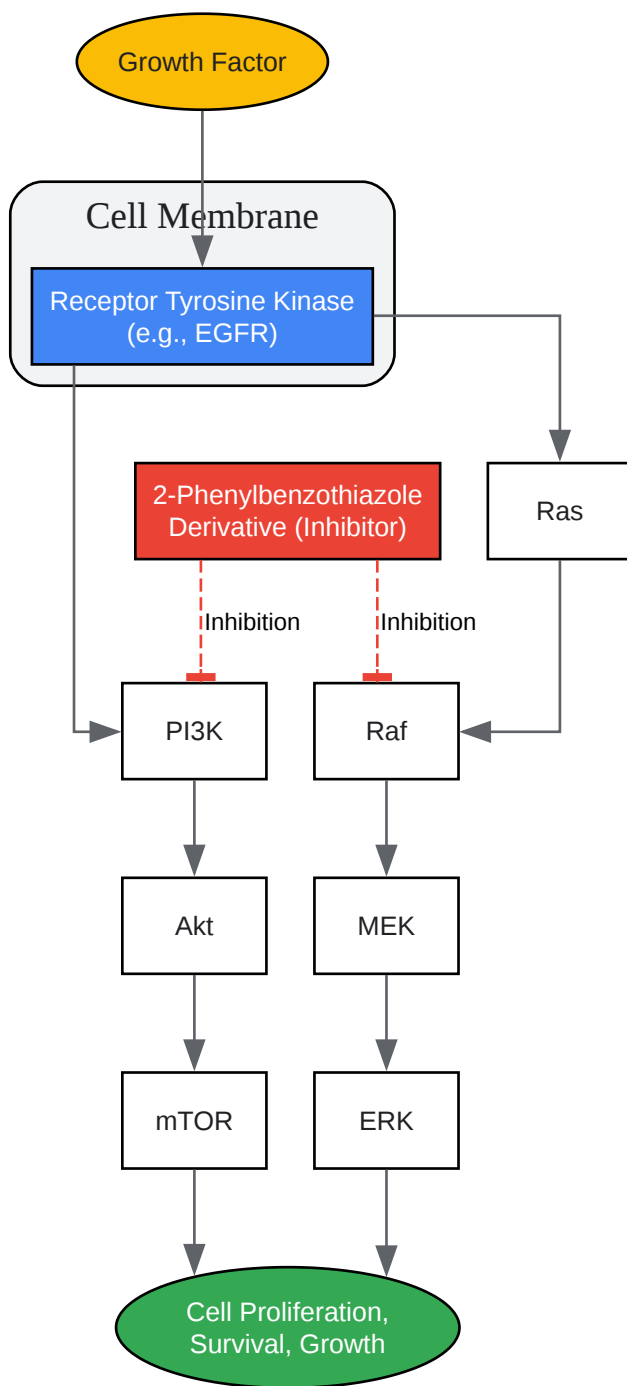 Growth Factor
Cell Membrane
Receptor Tyrosine Kinase
(e.g., EGFR)
2-Phenylbenzothiazole
Derivative (Inhibitor)
Ras
Inhibition
Inhibition
PI3K
Raf
Akt
MEK
mTOR
ERK
Cell Proliferation,
Survival, Growth